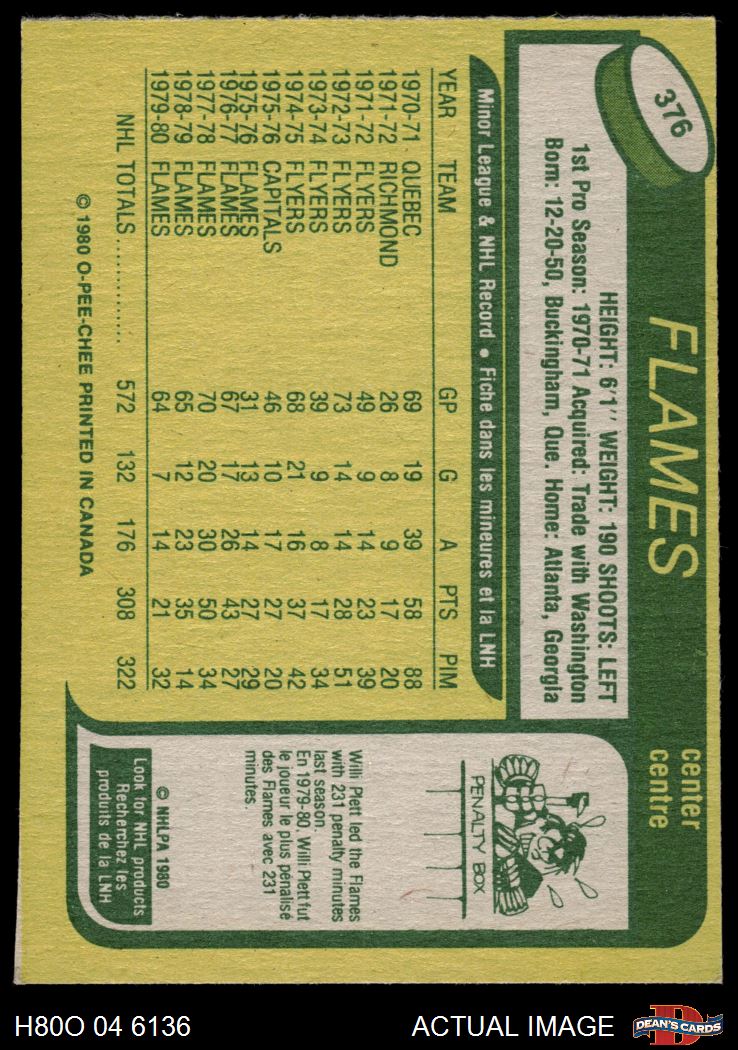 376
FLAMES
center
centre
HEIGHT: 6'1'' WEIGHT: 190 SHOOTS: LEFT
1st Pro Season: 1970-71 Acquired: Trade with Washington
Born: 12-20-50, Buckingham, Que. Home: Atlanta, Georgia
Minor League & NHL Record • Fiche dans les mineures et la LNH
YEAR TEAM GP G A PTS PIM
1970-71 QUEBEC 69 19 39 58 88
1971-72 RICHMOND 26 8 9 17 20
1971-72 FLYERS 49 9 14 23 39
1972-73 FLYERS 73 14 14 28 51
1973-74 FLYERS 39 9 8 17 34
1974-75 FLYERS 68 21 16 37 42
1975-76 CAPITALS 46 10 17 27 20
1975-76 FLAMES 31 13 14 27 29
1976-77 FLAMES 67 17 26 43 27
1977-78 FLAMES 70 20 30 50 34
1978-79 FLAMES 65 12 23 35 14
1979-80 FLAMES 64 7 14 21 32
NHL TOTALS .............. 572 132 176 308 322
© 1980 O-PEE-CHEE PRINTED IN CANADA
PENALTY BOX
Willi Plett led the Flames
with 231 penalty minutes
last season.
En 1979-80, Willi Plett fut
le joueur le plus pénalisé
des Flames avec 231
minutes.
© NHLPA 1980
Look for NHL products
Recherchez les
produits de la LNH
H80O 04 6136
ACTUAL IMAGE
DEAN'S CARDS